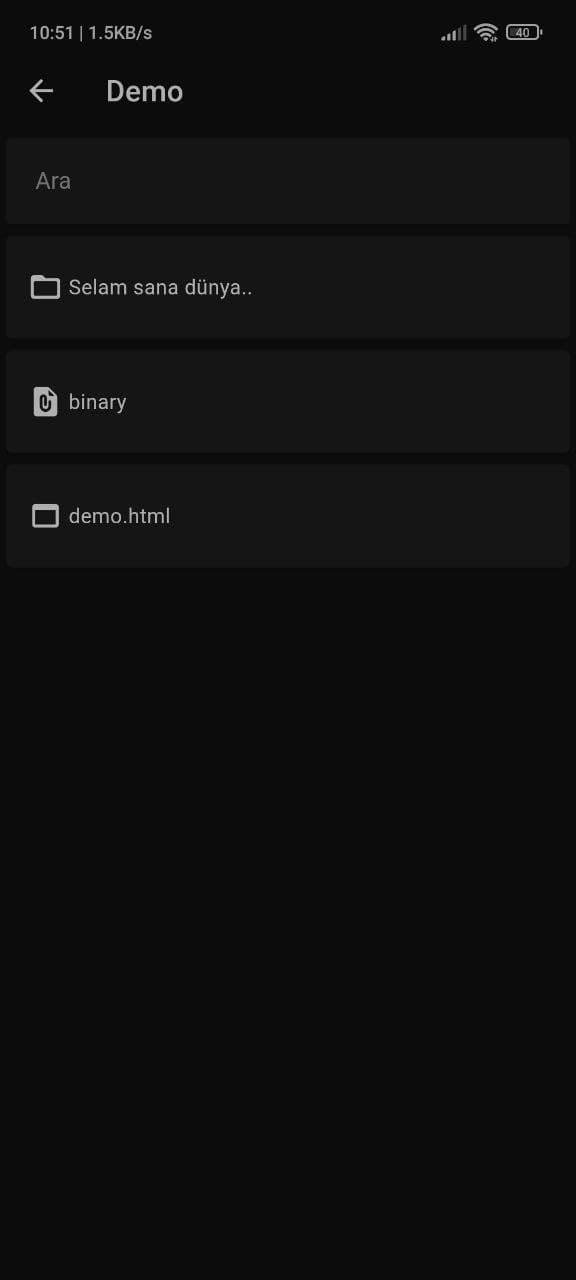 10:51 | 1.5KB/s
40
Demo
Ara
Selam sana dünya..
binary
demo.html